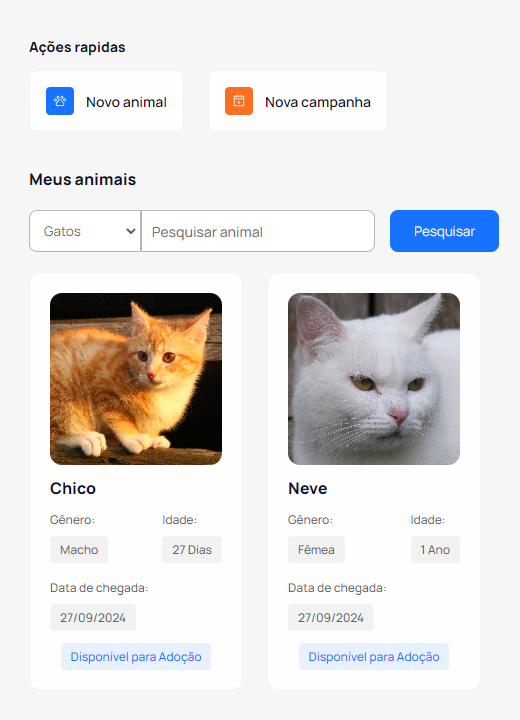 Ações rapidas
Novo animal
Nova campanha
Meus animais
Gatos
Pesquisar animal
Pesquisar
Chico
Gênero:
Idade:
Macho
27 Dias
Data de chegada:
27/09/2024
Disponível para Adoção
Neve
Gênero:
Idade:
Fêmea
1 Ano
Data de chegada:
27/09/2024
Disponível para Adoção